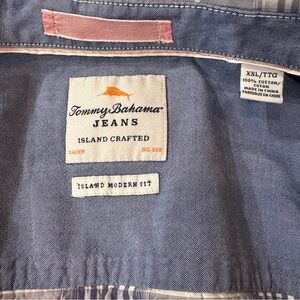 Tommy Bahama
JEANS
ISLAND CRAFTED
ISLAND MODERN FIT
XXL/TTG
100% COTTON/
COTON
MADE IN CHINA
FABRIQUÉ EN CHINE